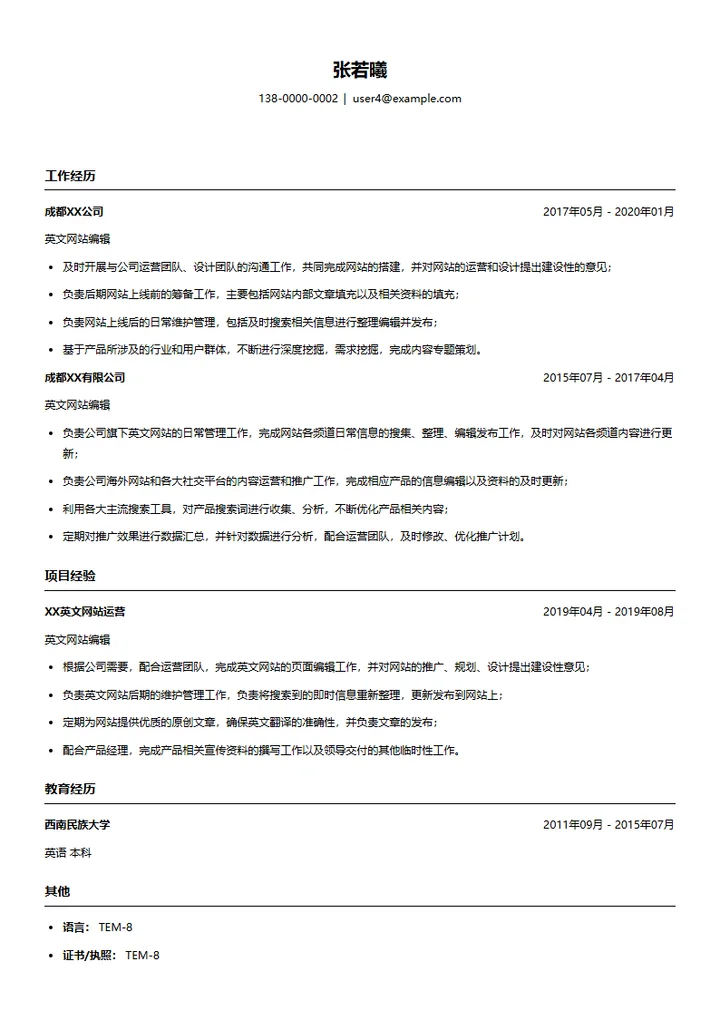 张若曦
138-0000-0002 | user4@example.com
工作经历
成都XX公司 2017年05月 - 2020年01月
英文网站编辑
• 及时开展与公司运营团队、设计团队的沟通工作，共同完成网站的搭建，并对网站的运营和设计提出建设性的意见；
• 负责后期网站上线前的筹备工作，主要包括网站内部文章填充以及相关资料的填充；
• 负责网站上线后的日常维护管理，包括及时搜索相关信息进行整理编辑并发布；
• 基于产品所涉及的行业和用户群体，不断进行深度挖掘，需求挖掘，完成内容专题策划。
成都XX有限公司 2015年07月 - 2017年04月
英文网站编辑
• 负责公司旗下英文网站的日常管理工作，完成网站各频道日常信息的搜集、整理、编辑发布工作，及时对网站各频道内容进行更
新；
• 负责公司海外网站和各大社交平台的内容运营和推广工作，完成相应产品的信息编辑以及资料的及时更新；
• 利用各大主流搜索工具，对产品搜索词进行收集、分析，不断优化产品相关内容；
• 定期对推广效果进行数据汇总，并针对数据进行分析，配合运营团队，及时修改、优化推广计划。
项目经验
XX英文网站运营 2019年04月 - 2019年08月
英文网站编辑
• 根据公司需要，配合运营团队，完成英文网站的页面编辑工作，并对网站的推广、规划、设计提出建设性意见；
• 负责英文网站后期的维护管理工作，负责将搜索到的即时信息重新整理，更新发布到网站上；
• 定期为网站提供优质的原创文章，确保英文翻译的准确性，并负责文章的发布；
• 配合产品经理，完成产品相关宣传资料的撰写工作以及领导交付的其他临时性工作。
教育经历
西南民族大学 2011年09月 - 2015年07月
英语 本科
其他
• 语言： TEM-8
• 证书/执照： TEM-8